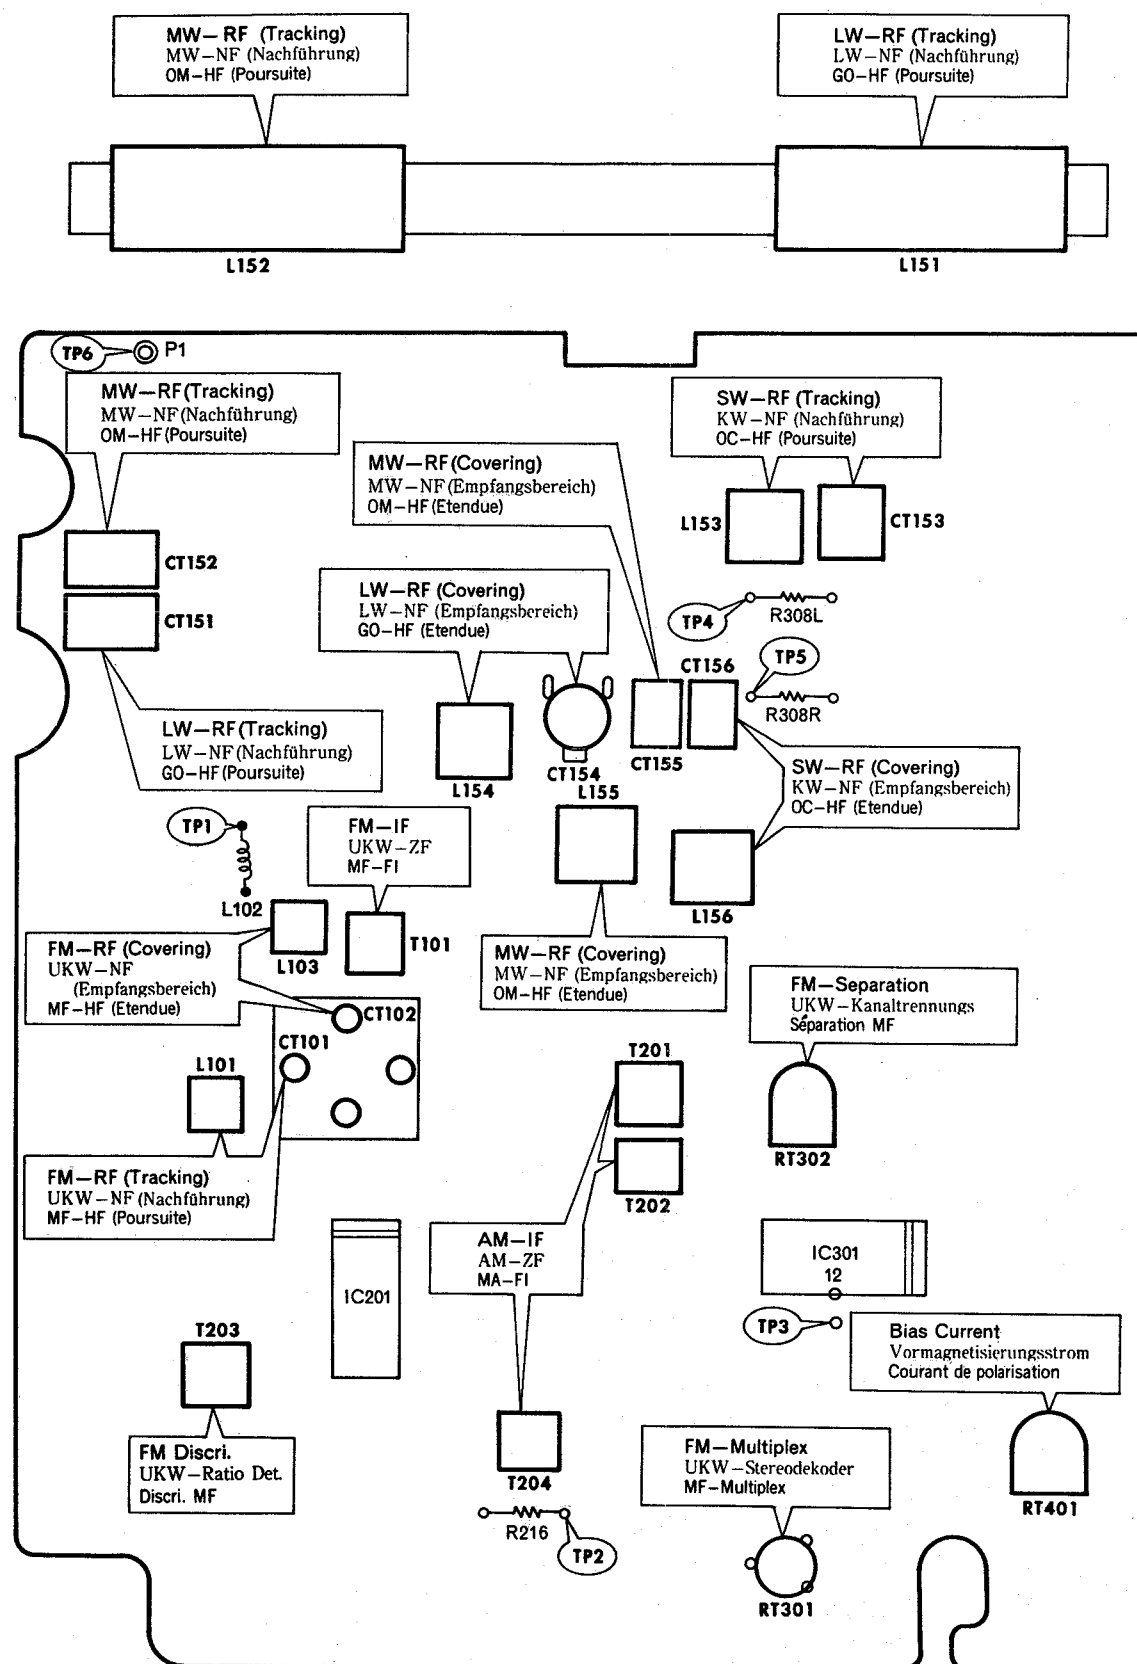 MW–RF (Tracking)
MW–NF (Nachführung)
OM–HF (Poursuite)
LW–RF (Tracking)
LW–NF (Nachführung)
GO–HF (Poursuite)
L152
L151
TP6
P1
MW–RF (Tracking)
MW–NF (Nachführung)
OM–HF (Poursuite)
SW–RF (Tracking)
KW–NF (Nachführung)
OC–HF (Poursuite)
MW–RF (Covering)
MW–NF (Empfangsbereich)
OM–HF (Etendue)
L153
CT153
CT152
CT151
LW–RF (Covering)
LW–NF (Empfangsbereich)
GO–HF (Etendue)
TP4
R308L
TP5
CT156
R308R
LW–RF (Tracking)
LW–NF (Nachführung)
GO–HF (Poursuite)
L154
CT154
CT155
L155
SW–RF (Covering)
KW–NF (Empfangsbereich)
OC–HF (Etendue)
TP1
FM–IF
UKW–ZF
MF–FI
L102
L156
L103
T101
FM–RF (Covering)
UKW–NF
(Empfangsbereich)
MF–HF (Etendue)
MW–RF (Covering)
MW–NF (Empfangsbereich)
OM–HF (Etendue)
FM–Separation
UKW–Kanaltrennungs
Séparation MF
CT102
CT101
L101
T201
RT302
FM–RF (Tracking)
UKW–NF (Nachführung)
MF–HF (Poursuite)
T202
AM–IF
AM–ZF
MA–FI
IC201
IC301
12
TP3
T203
Bias Current
Vormagnetisierungsstrom
Courant de polarisation
FM Discri.
UKW–Ratio Det.
Discri. MF
T204
FM–Multiplex
UKW–Stereodekoder
MF–Multiplex
RT401
R216
TP2
RT301